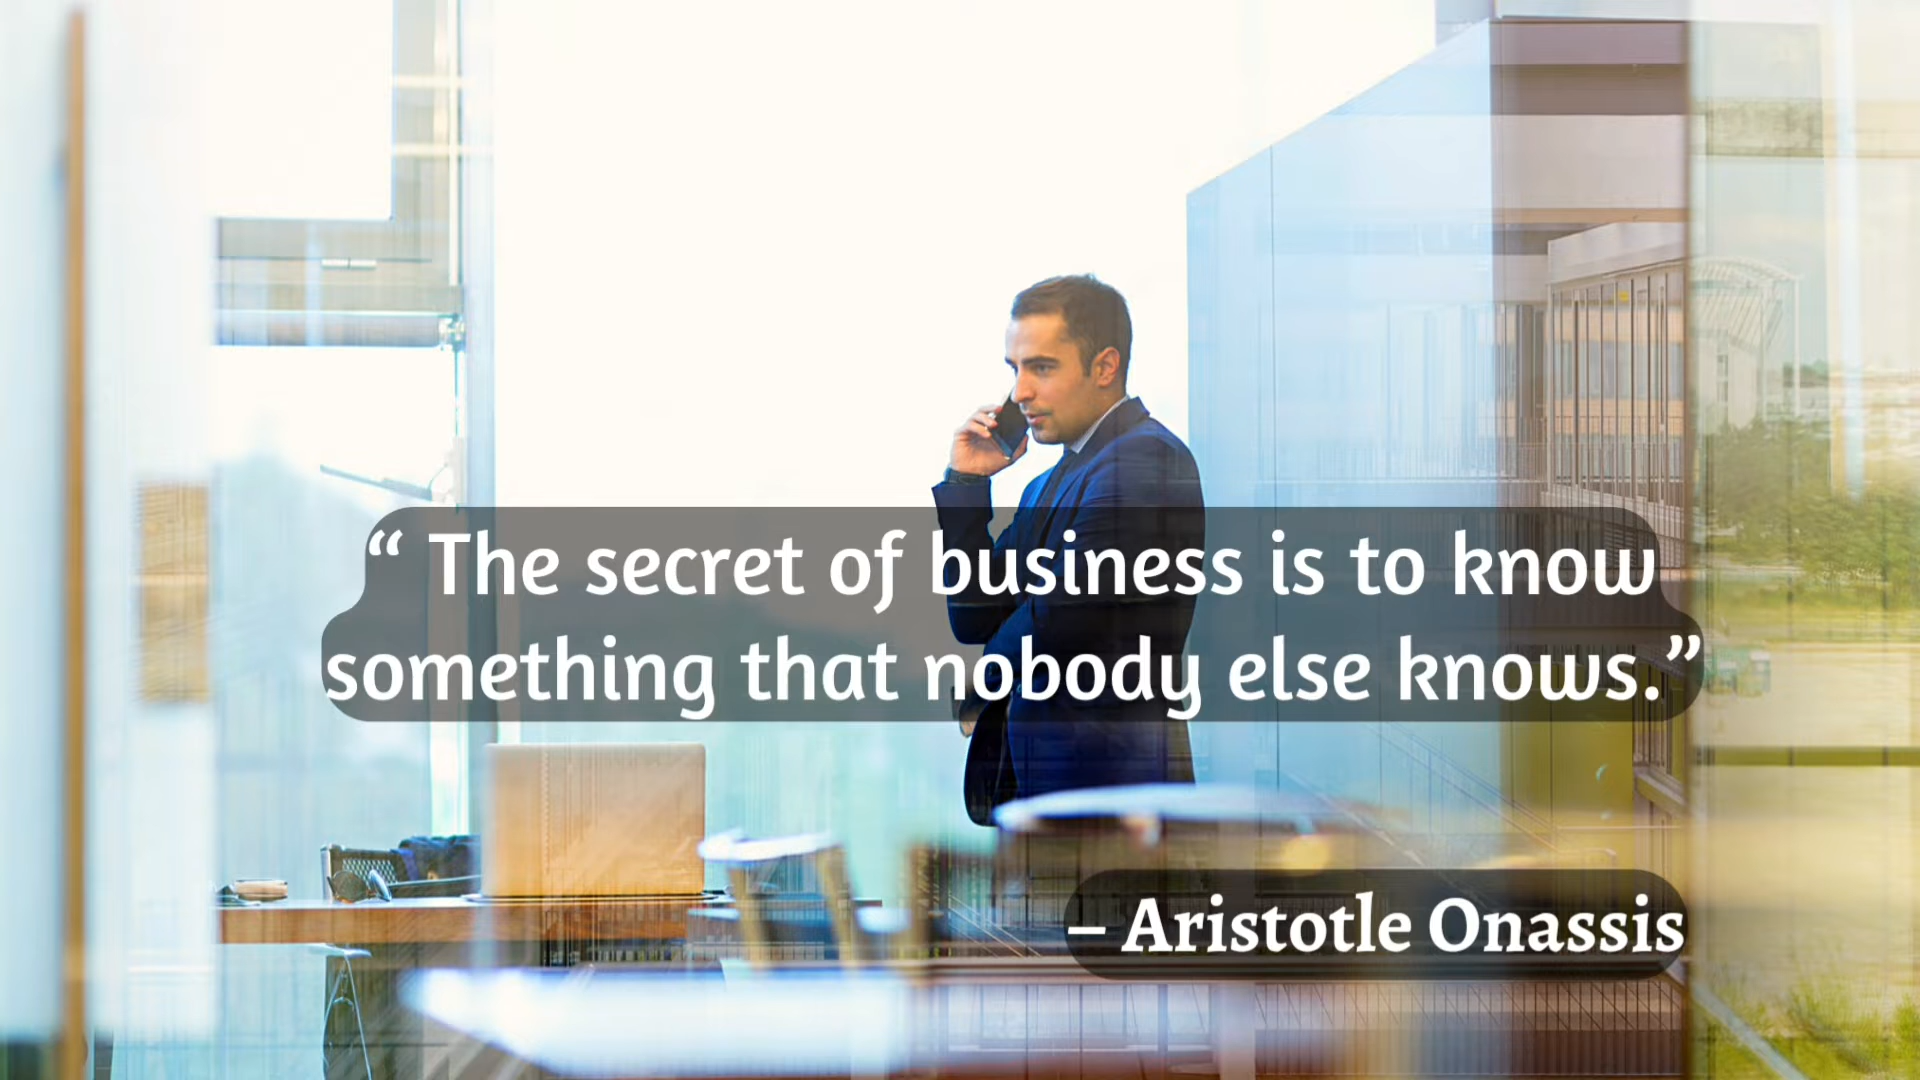 “ The secret of business is to know
something that nobody else knows.”
– Aristotle Onassis